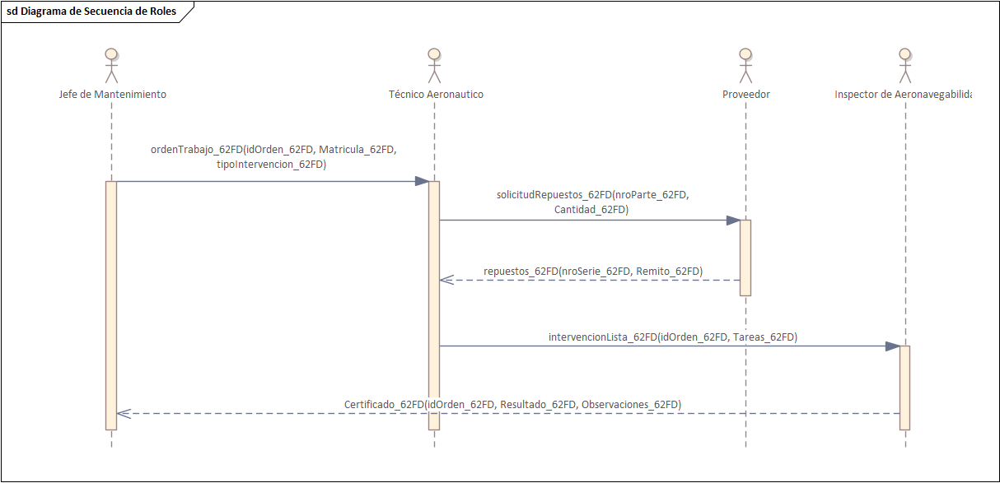 sd Diagrama de Secuencia de Roles
Jefe de Mantenimiento
Técnico Aeronautico
Proveedor
Inspector de Aeronavegabilida
ordenTrabajo_62FD(idOrden_62FD, Matricula_62FD,
tipoIntervencion_62FD)
solicitudRepuestos_62FD(nroParte_62FD,
Cantidad_62FD)
repuestos_62FD(nroSerie_62FD, Remito_62FD)
intervencionLista_62FD(idOrden_62FD, Tareas_62FD)
Certificado_62FD(idOrden_62FD, Resultado_62FD, Observaciones_62FD)